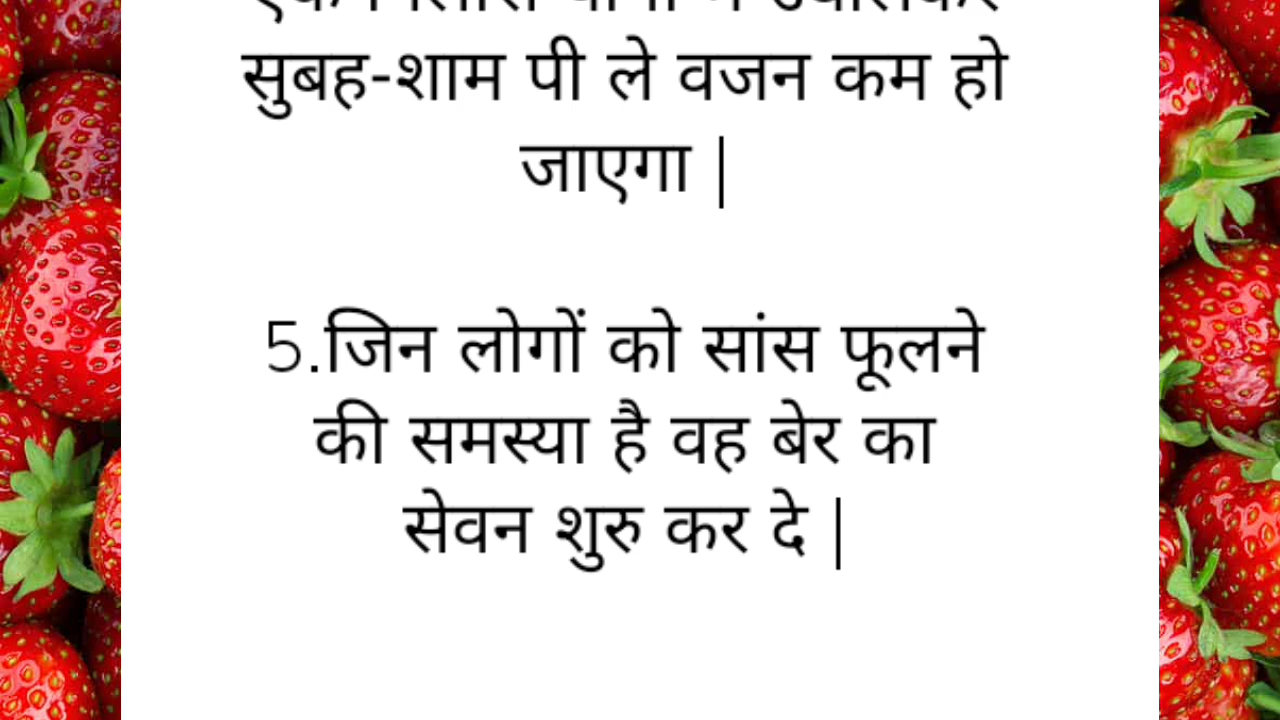 सुबह-शाम पी ले वजन कम हो
जाएगा |
5.जिन लोगों को सांस फूलने
की समस्या है वह बेर का
सेवन शुरु कर दे |